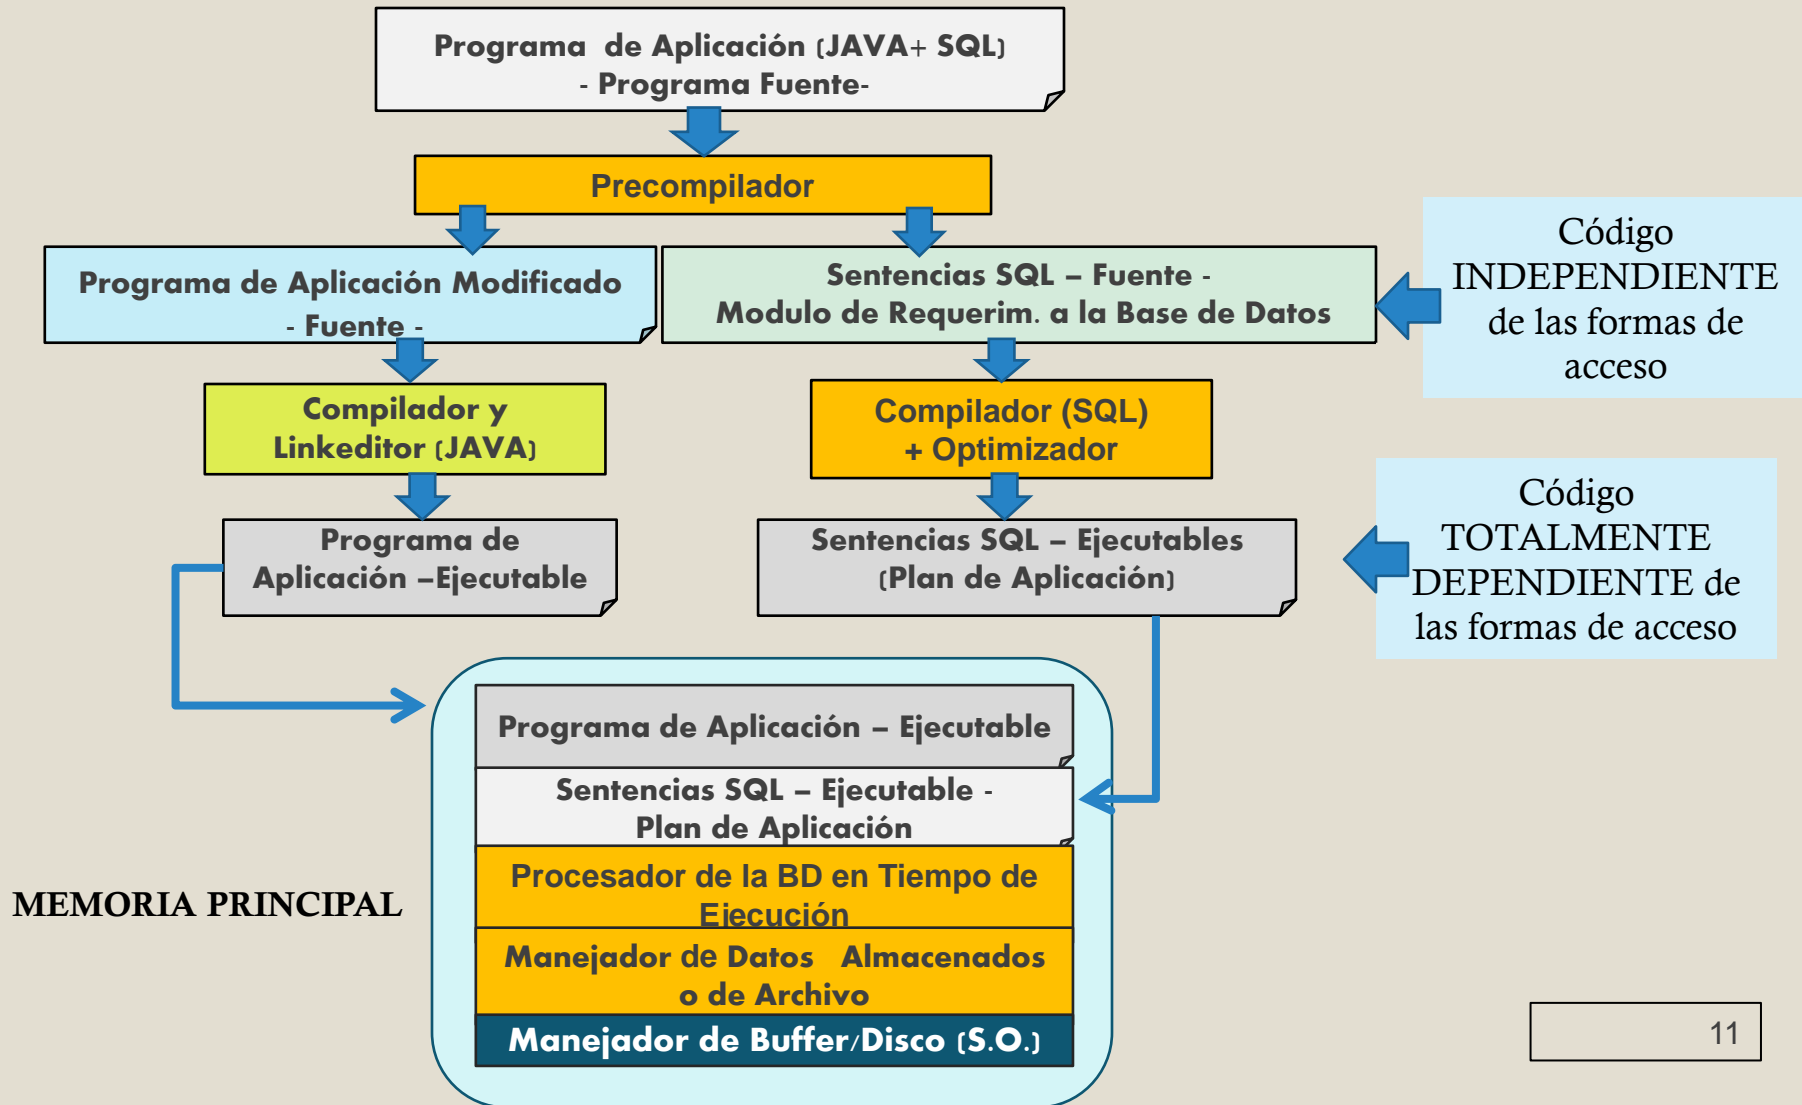 Programa de Aplicación (JAVA+ SQL)
- Programa Fuente-
Precompilador
Programa de Aplicación Modificado
- Fuente -
Sentencias SQL – Fuente -
Modulo de Requerim. a la Base de Datos
Código
INDEPENDIENTE
de las formas de
acceso
Compilador y
Linkeditor (JAVA)
Compilador (SQL)
+ Optimizador
Programa de
Aplicación –Ejecutable
Sentencias SQL – Ejecutables
(Plan de Aplicación)
Código
TOTALMENTE
DEPENDIENTE de
las formas de acceso
Programa de Aplicación – Ejecutable
Sentencias SQL – Ejecutable -
Plan de Aplicación
Procesador de la BD en Tiempo de
Ejecución
MEMORIA PRINCIPAL
Manejador de Datos Almacenados
o de Archivo
Manejador de Buffer/Disco (S.O.)
11